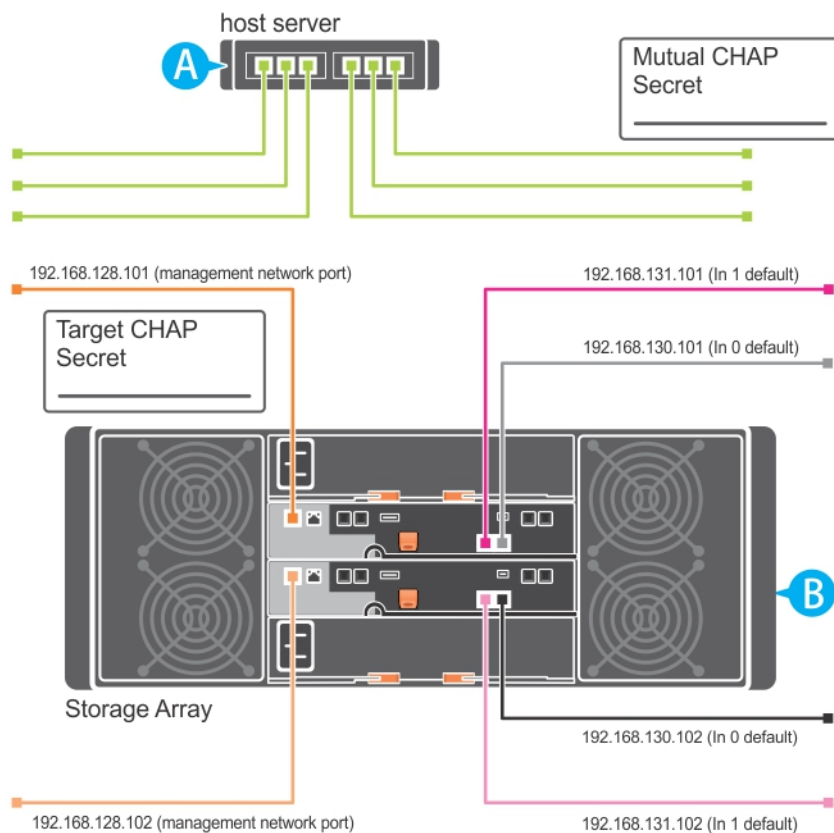 host server
A
Mutual CHAP
Secret
192.168.128.101 (management network port)
192.168.131.101 (In 1 default)
Target CHAP
Secret
192.168.130.101 (In 0 default)
B
Storage Array
192.168.130.102 (In 0 default)
192.168.128.102 (management network port)
192.168.131.102 (In 1 default)